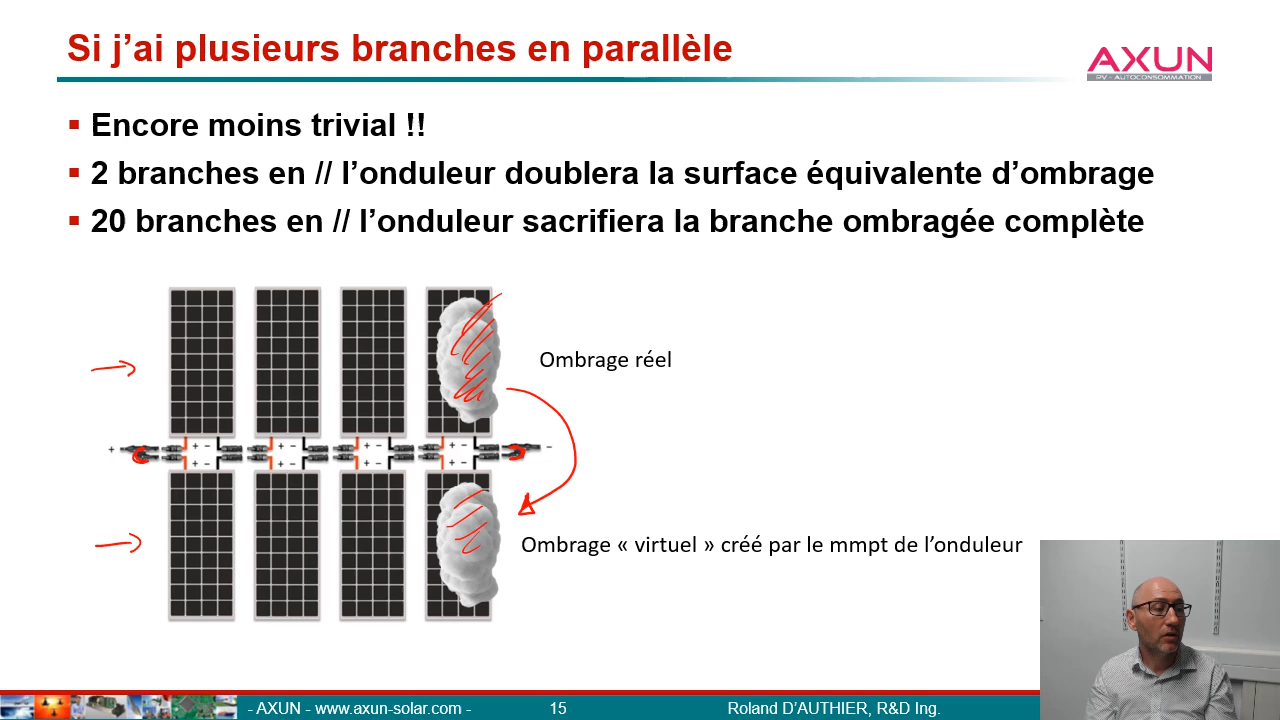 Si j’ai plusieurs branches en parallèle
AXUN
PV - AUTOCONSOMMATION
Encore moins trivial !!
2 branches en // l’onduleur doublera la surface équivalente d’ombrage
20 branches en // l’onduleur sacrifiera la branche ombragée complète
Ombrage réel
+ + − + − + − + − −
+ − + − + − + −
Ombrage « virtuel » créé par le mmpt de l’onduleur
- AXUN - www.axun-solar.com - 15 Roland D’AUTHIER, R&D Ing.